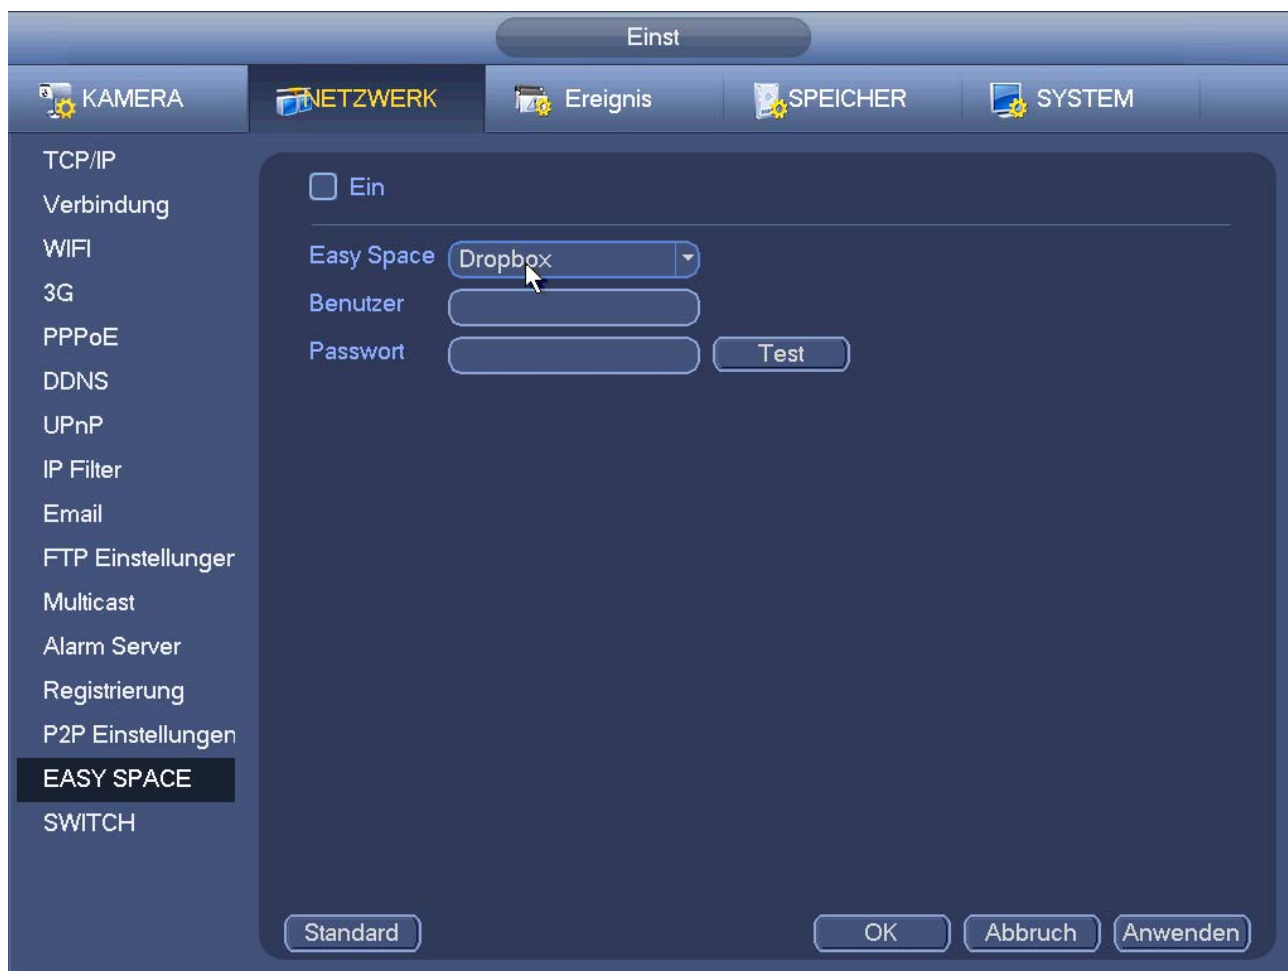 Einst
KAMERA
NETZWERK
Ereignis
SPEICHER
SYSTEM
TCP/IP
Verbindung
WIFI
3G
PPPoE
DDNS
UPnP
IP Filter
Email
FTP Einstellunger
Multicast
Alarm Server
Registrierung
P2P Einstellungen
EASY SPACE
SWITCH
Ein
Easy Space Dropbox
Benutzer
Passwort Test
Standard OK Abbruch Anwenden